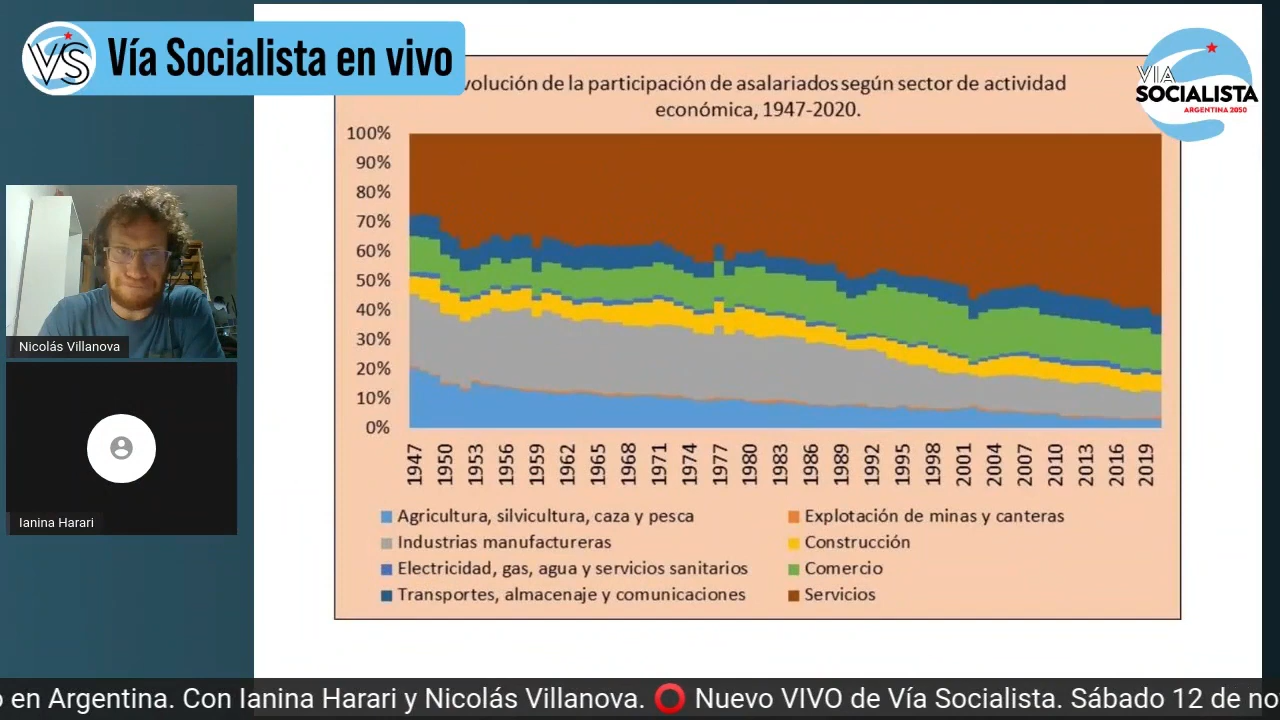 VS Vía Socialista en vivo
VIA
SOCIALISTA
ARGENTINA 2050
volución de la participación de asalariados según sector de actividad
económica, 1947-2020.
100%
90%
80%
70%
60%
50%
40%
30%
20%
10%
0%
1947 1950 1953 1956 1959 1962 1965 1968 1971 1974 1977 1980 1983 1986 1989 1992 1995 1998 2001 2004 2007 2010 2013 2016 2019
Agricultura, silvicultura, caza y pesca
Explotación de minas y canteras
Industrias manufactureras
Construcción
Electricidad, gas, agua y servicios sanitarios
Comercio
Transportes, almacenaje y comunicaciones
Servicios
Nicolás Villanova
Ianina Harari
o en Argentina. Con Ianina Harari y Nicolás Villanova. ⭕ Nuevo VIVO de Vía Socialista. Sábado 12 de no